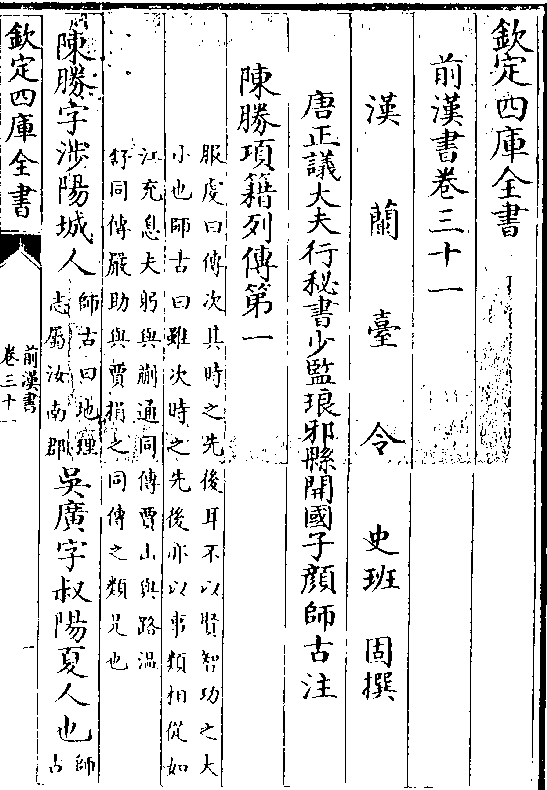 欽定四庫全書
前漢書卷三十一
漢蘭臺令史班固撰
唐正議大夫行秘書少監琅邪縣開國子顔師古注
陳勝項籍列傳第一
服虔曰傳次其時之先後耳不以賢智功之大
小也師古曰雖次時之先後亦以事類相從如
江充息夫躬與蒯通同傳賈山與路温
舒同傳嚴助與賈捐之同傳之類是也
陳勝字涉陽城人
師古曰地理
志屬汝南郡
吳廣字叔陽夏人也
師
古
欽定四庫全書
前漢書
卷三十一
一